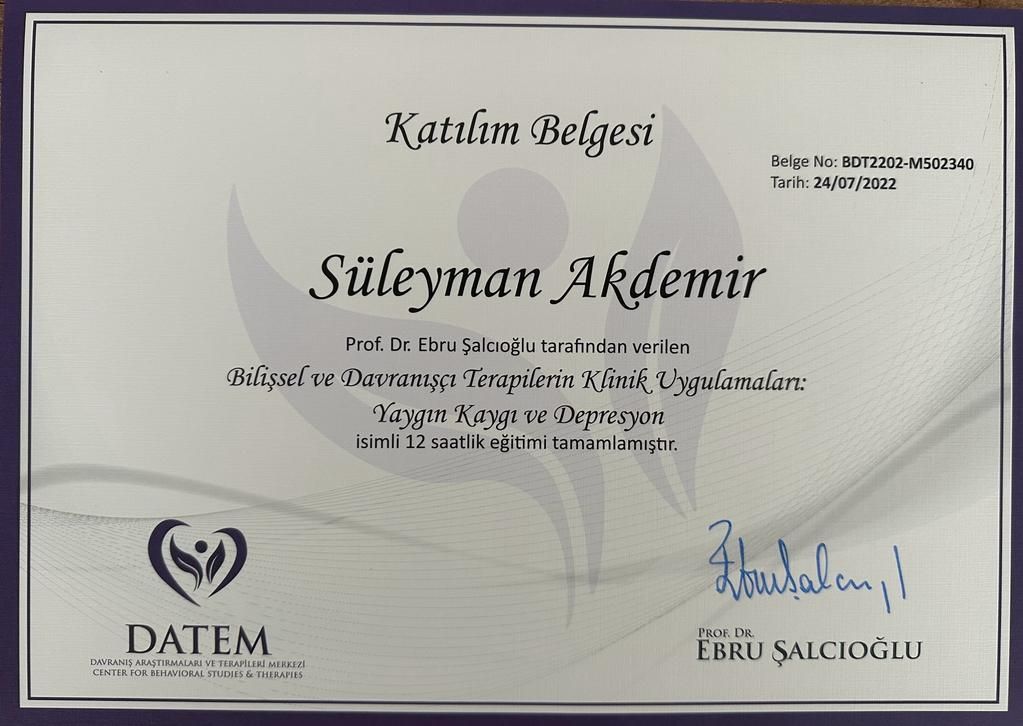 Katılım Belgesi
Belge No: BDT2202-M502340
Tarih: 24/07/2022
Süleyman Akdemir
Prof. Dr. Ebru Şalcıoğlu tarafından verilen
Bilişsel ve Davranışçı Terapilerin Klinik Uygulamaları:
Yaygın Kaygı ve Depresyon
isimli 12 saatlik eğitimi tamamlamıştır.
DATEM
DAVRANIŞ ARAŞTIRMALARI VE TERAPİLERİ MERKEZİ
CENTER FOR BEHAVIORAL STUDIES & THERAPIES
PROF. DR.
EBRU ŞALCIOĞLU